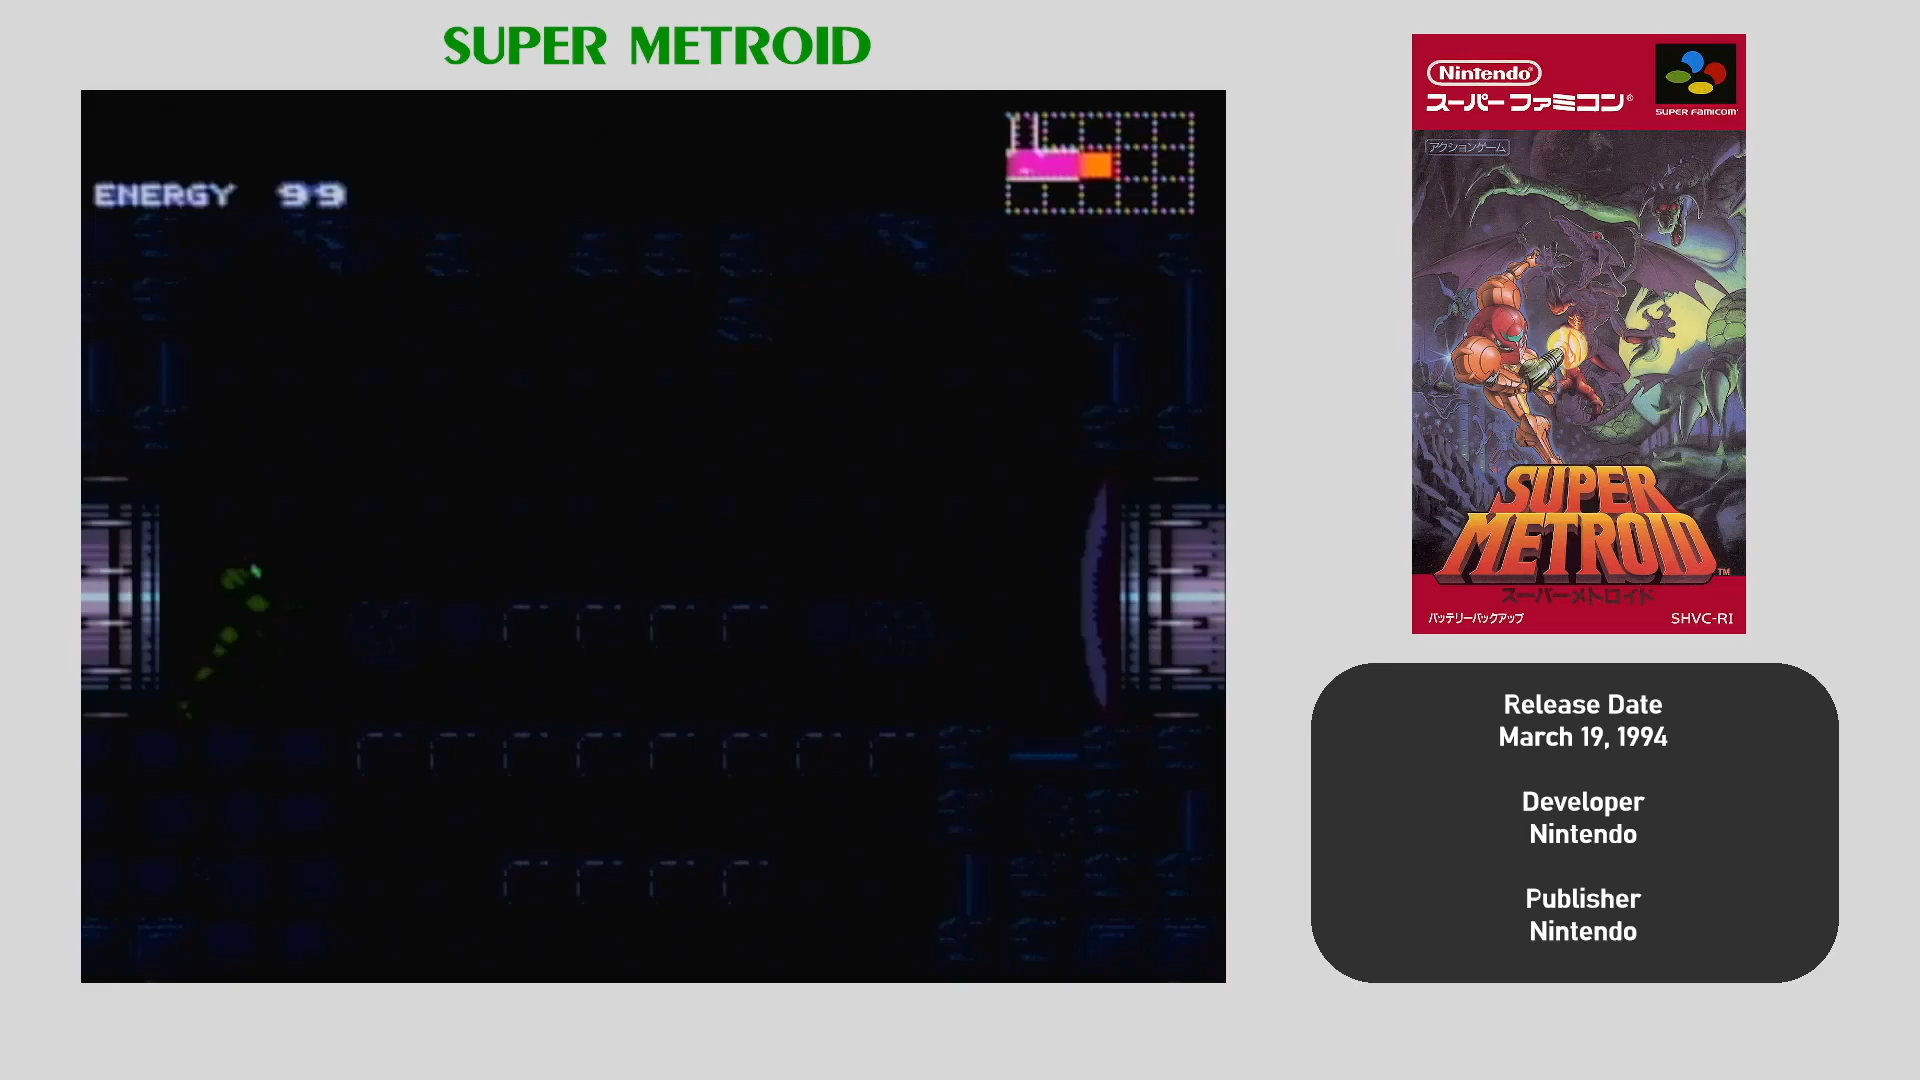 SUPER METROID
ENERGY 99
Nintendo®
スーパーファミコン®
SUPER FAMICOM
アクションゲーム
SUPER
METROID
TM
スーパーメトロイド
バッテリーバックアップ
SHVC-RI
Release Date
March 19, 1994
Developer
Nintendo
Publisher
Nintendo